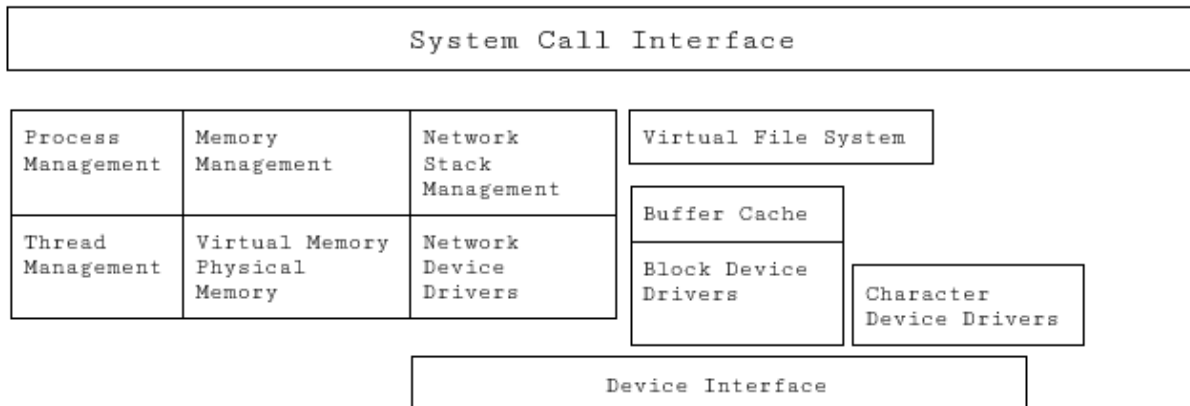 System Call Interface
Process
Management
Memory
Management
Network
Stack
Management
Virtual File System
Buffer Cache
Thread
Management
Virtual Memory
Physical
Memory
Network
Device
Drivers
Block Device
Drivers
Character
Device Drivers
Device Interface